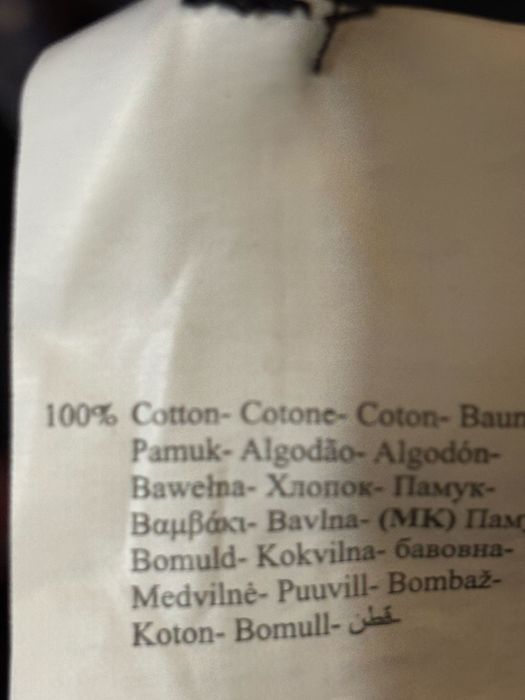 100% Cotton- Cotone- Coton- Baum
Pamuk- Algodão- Algodón-
Bawełna- Хлопок- Памук-
Βαμβάκι- Bavlna- (MK) Пам
Bomuld- Kokvilna- бавовна-
Medvilnė- Puuvill- Bombaž-
Koton- Bomull- قطن